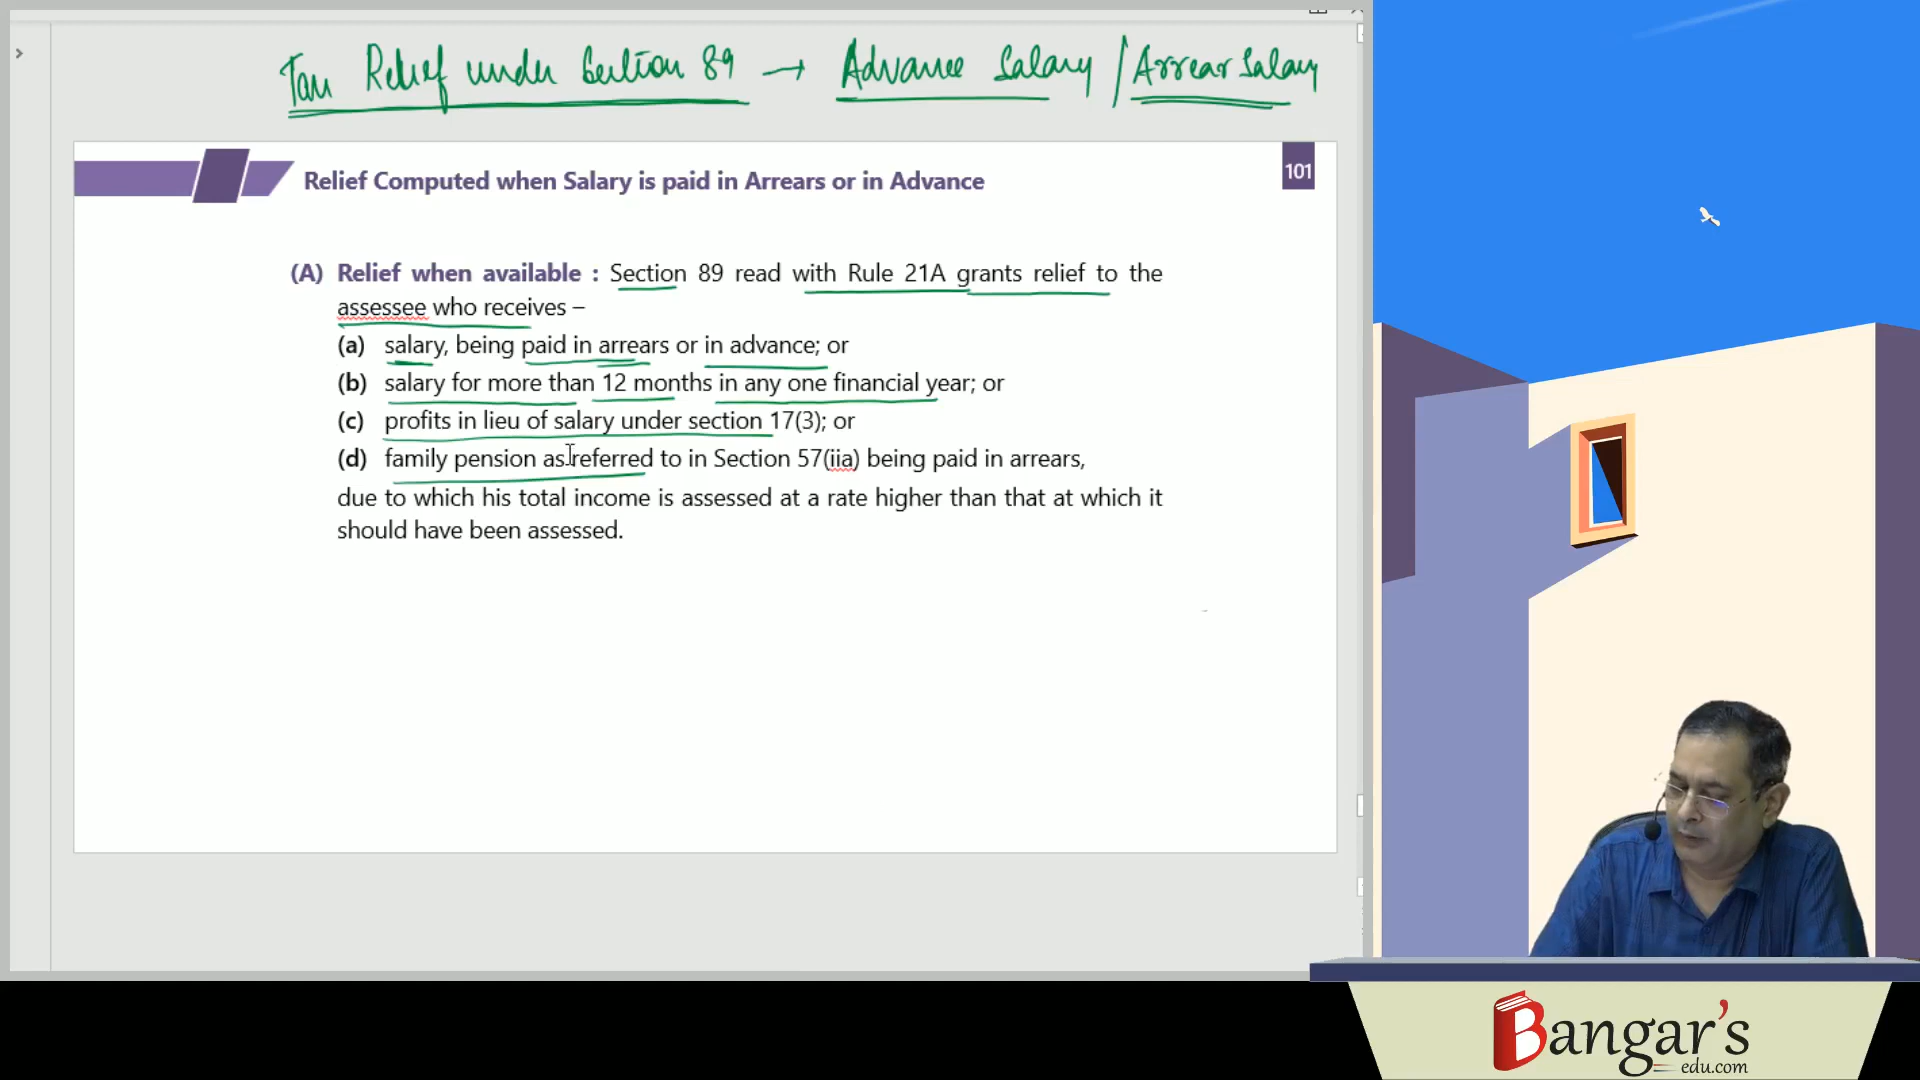 Tax Relief under Section 89 → Advance Salary / Arrear Salary
Relief Computed when Salary is paid in Arrears or in Advance
101
(A) Relief when available : Section 89 read with Rule 21A grants relief to the
assessee who receives –
(a) salary, being paid in arrears or in advance; or
(b) salary for more than 12 months in any one financial year; or
(c) profits in lieu of salary under section 17(3); or
(d) family pension as referred to in Section 57(iia) being paid in arrears,
due to which his total income is assessed at a rate higher than that at which it
should have been assessed.
Bangar's
edu.com